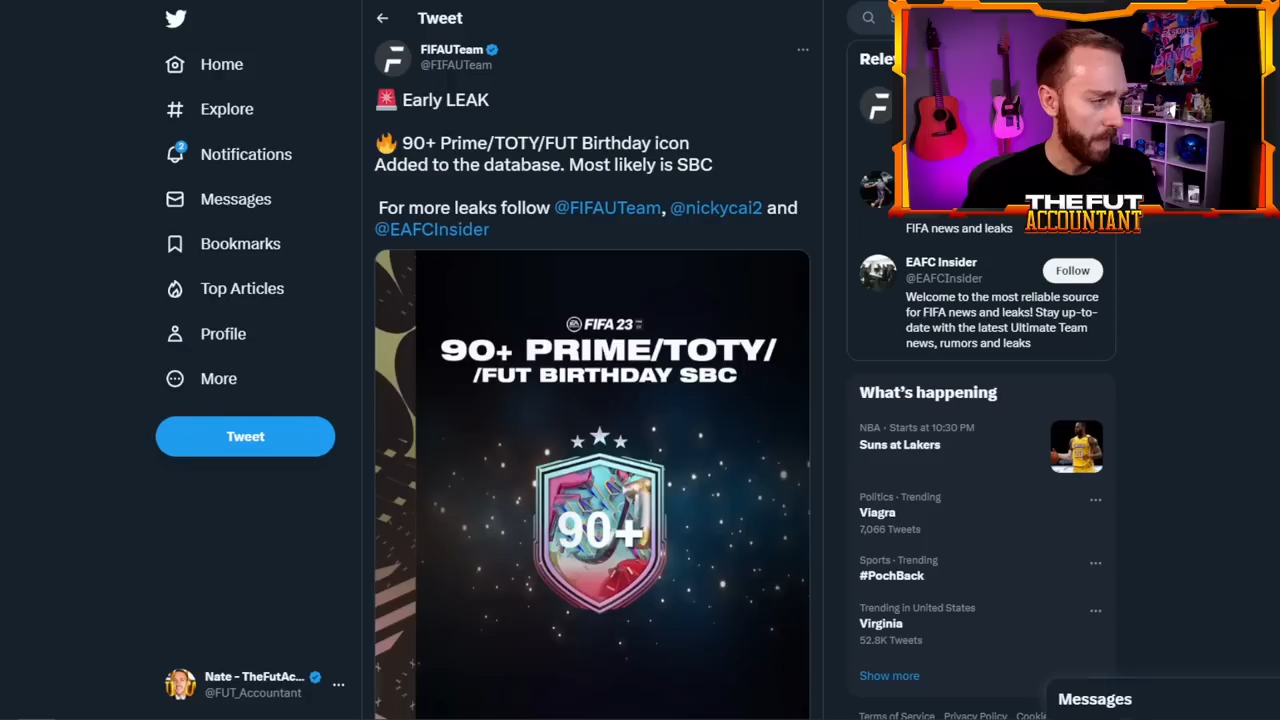 Home
Explore
2
Notifications
Messages
Bookmarks
Top Articles
Profile
More
Tweet
Nate - TheFutAc...
@FUT_Accountant
Tweet
FIFAUTeam
@FIFAUTeam
Early LEAK
90+ Prime/TOTY/FUT Birthday icon
Added to the database. Most likely is SBC
For more leaks follow @FIFAUTeam, @nickycai2 and
@EAFCInsider
FIFA 23
90+ PRIME/TOTY/
/FUT BIRTHDAY SBC
90+
THE FUT
ACCOUNTANT
FIFA news and leaks
EAFC Insider
@EAFCInsider
Follow
Welcome to the most reliable source
for FIFA news and leaks! Stay up-to-
date with the latest Ultimate Team
news, rumors and leaks
What's happening
NBA · Starts at 10:30 PM
Suns at Lakers
Politics · Trending
Viagra
7,066 Tweets
Sports · Trending
#PochBack
Trending in United States
Virginia
52.8K Tweets
Show more
Messages
Terms of Service Privacy Policy